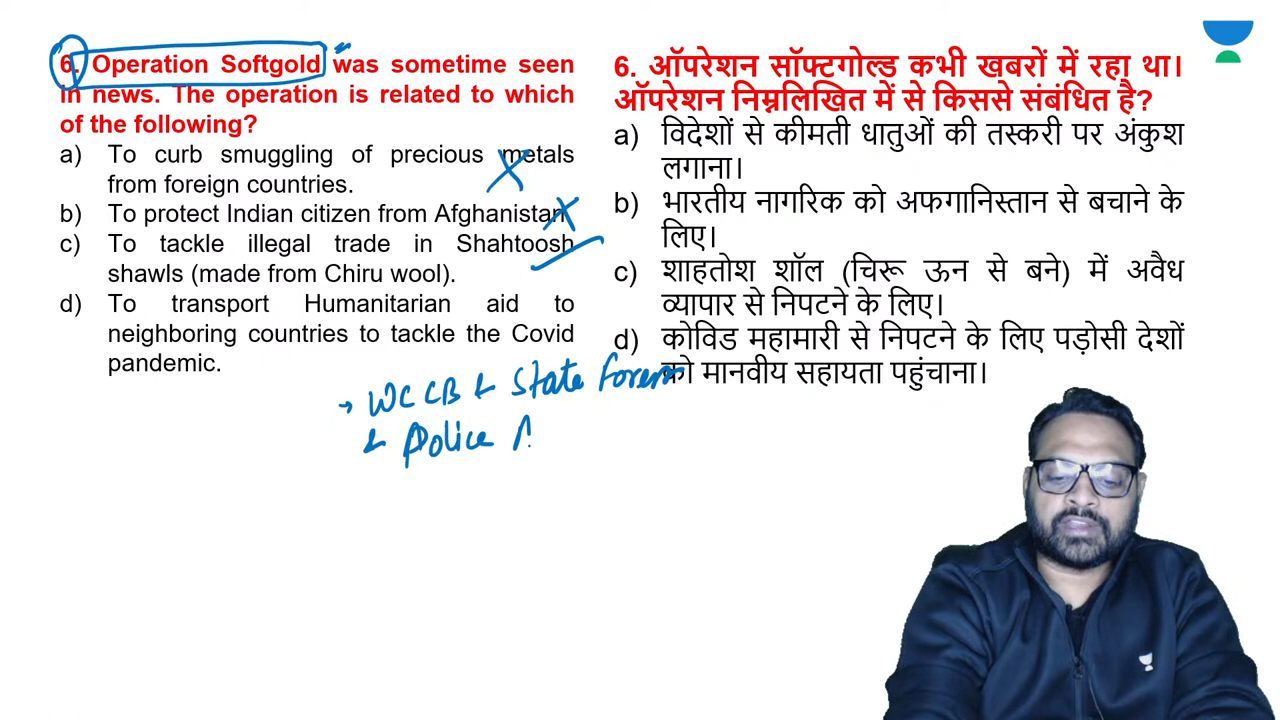 6. Operation Softgold was sometime seen
in news. The operation is related to which
of the following?
a) To curb smuggling of precious metals
from foreign countries.
b) To protect Indian citizen from Afghanistan
c) To tackle illegal trade in Shahtoosh
shawls (made from Chiru wool).
d) To transport Humanitarian aid to
neighboring countries to tackle the Covid
pandemic.
→ WCCB & State Forest
& Police
6. ऑपरेशन सॉफ्टगोल्ड कभी खबरों में रहा था।
ऑपरेशन निम्नलिखित में से किससे संबंधित है?
a) विदेशों से कीमती धातुओं की तस्करी पर अंकुश
लगाना।
b) भारतीय नागरिक को अफगानिस्तान से बचाने के
लिए।
c) शाहतोश शॉल (चिरू ऊन से बने) में अवैध
व्यापार से निपटने के लिए।
d) कोविड महामारी से निपटने के लिए पड़ोसी देशों
को मानवीय सहायता पहुंचाना।